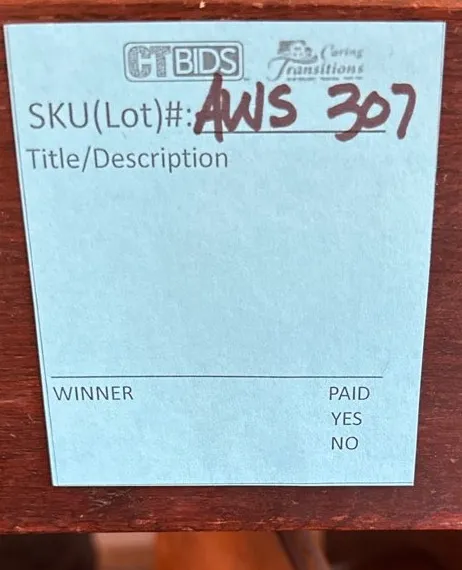 CTBIDS Caring Transitions
SKU(Lot)#: AWS 307
Title/Description
WINNER PAID
YES
NO